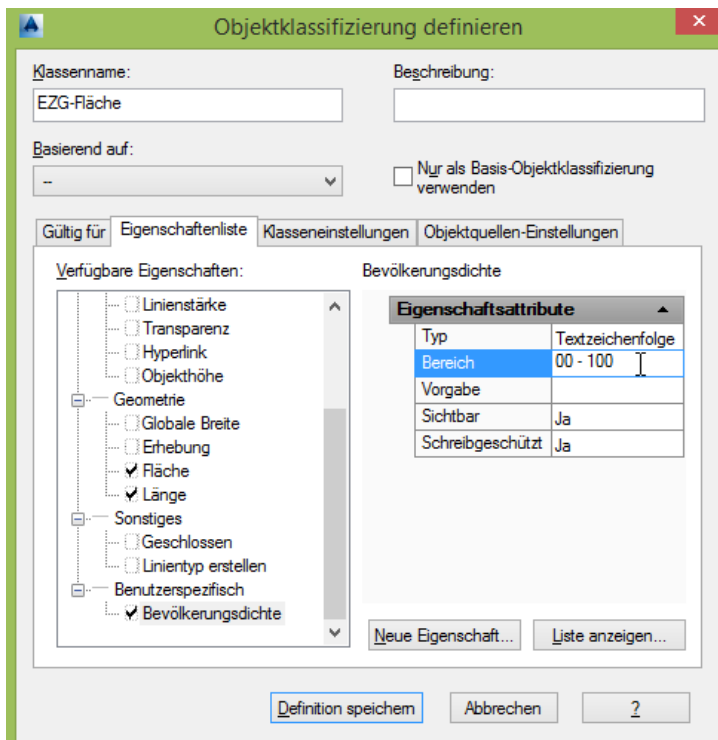 Objektklassifizierung definieren
Klassenname:
Beschreibung:
EZG-Fläche
Basierend auf:
--
Nur als Basis-Objektklassifizierung
verwenden
Gültig für
Eigenschaftenliste
Klasseneinstellungen
Objektquellen-Einstellungen
Verfügbare Eigenschaften:
Linienstärke
Transparenz
Hyperlink
Objekthöhe
Geometrie
Globale Breite
Erhebung
Fläche
Länge
Sonstiges
Geschlossen
Linientyp erstellen
Benutzerspezifisch
Bevölkerungsdichte
Bevölkerungsdichte
Eigenschaftsattribute
Typ Textzeichenfolge
Bereich 00 - 100
Vorgabe
Sichtbar Ja
Schreibgeschützt Ja
Neue Eigenschaft...
Liste anzeigen...
Definition speichern
Abbrechen
?